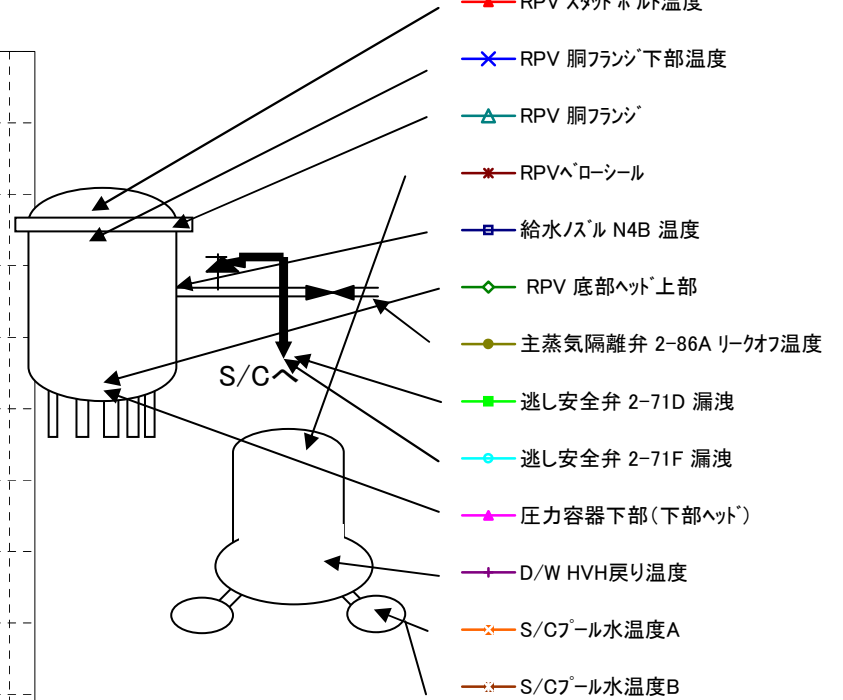 RPV スタッドボルト温度
RPV 胴フランジ下部温度
RPV 胴フランジ
RPVベローシール
給水ノズル N4B 温度
RPV 底部ヘッド上部
主蒸気隔離弁 2-86A リークオフ温度
S/Cへ
逃し安全弁 2-71D 漏洩
逃し安全弁 2-71F 漏洩
圧力容器下部(下部ヘッド)
D/W HVH戻り温度
S/Cプール水温度A
S/Cプール水温度B